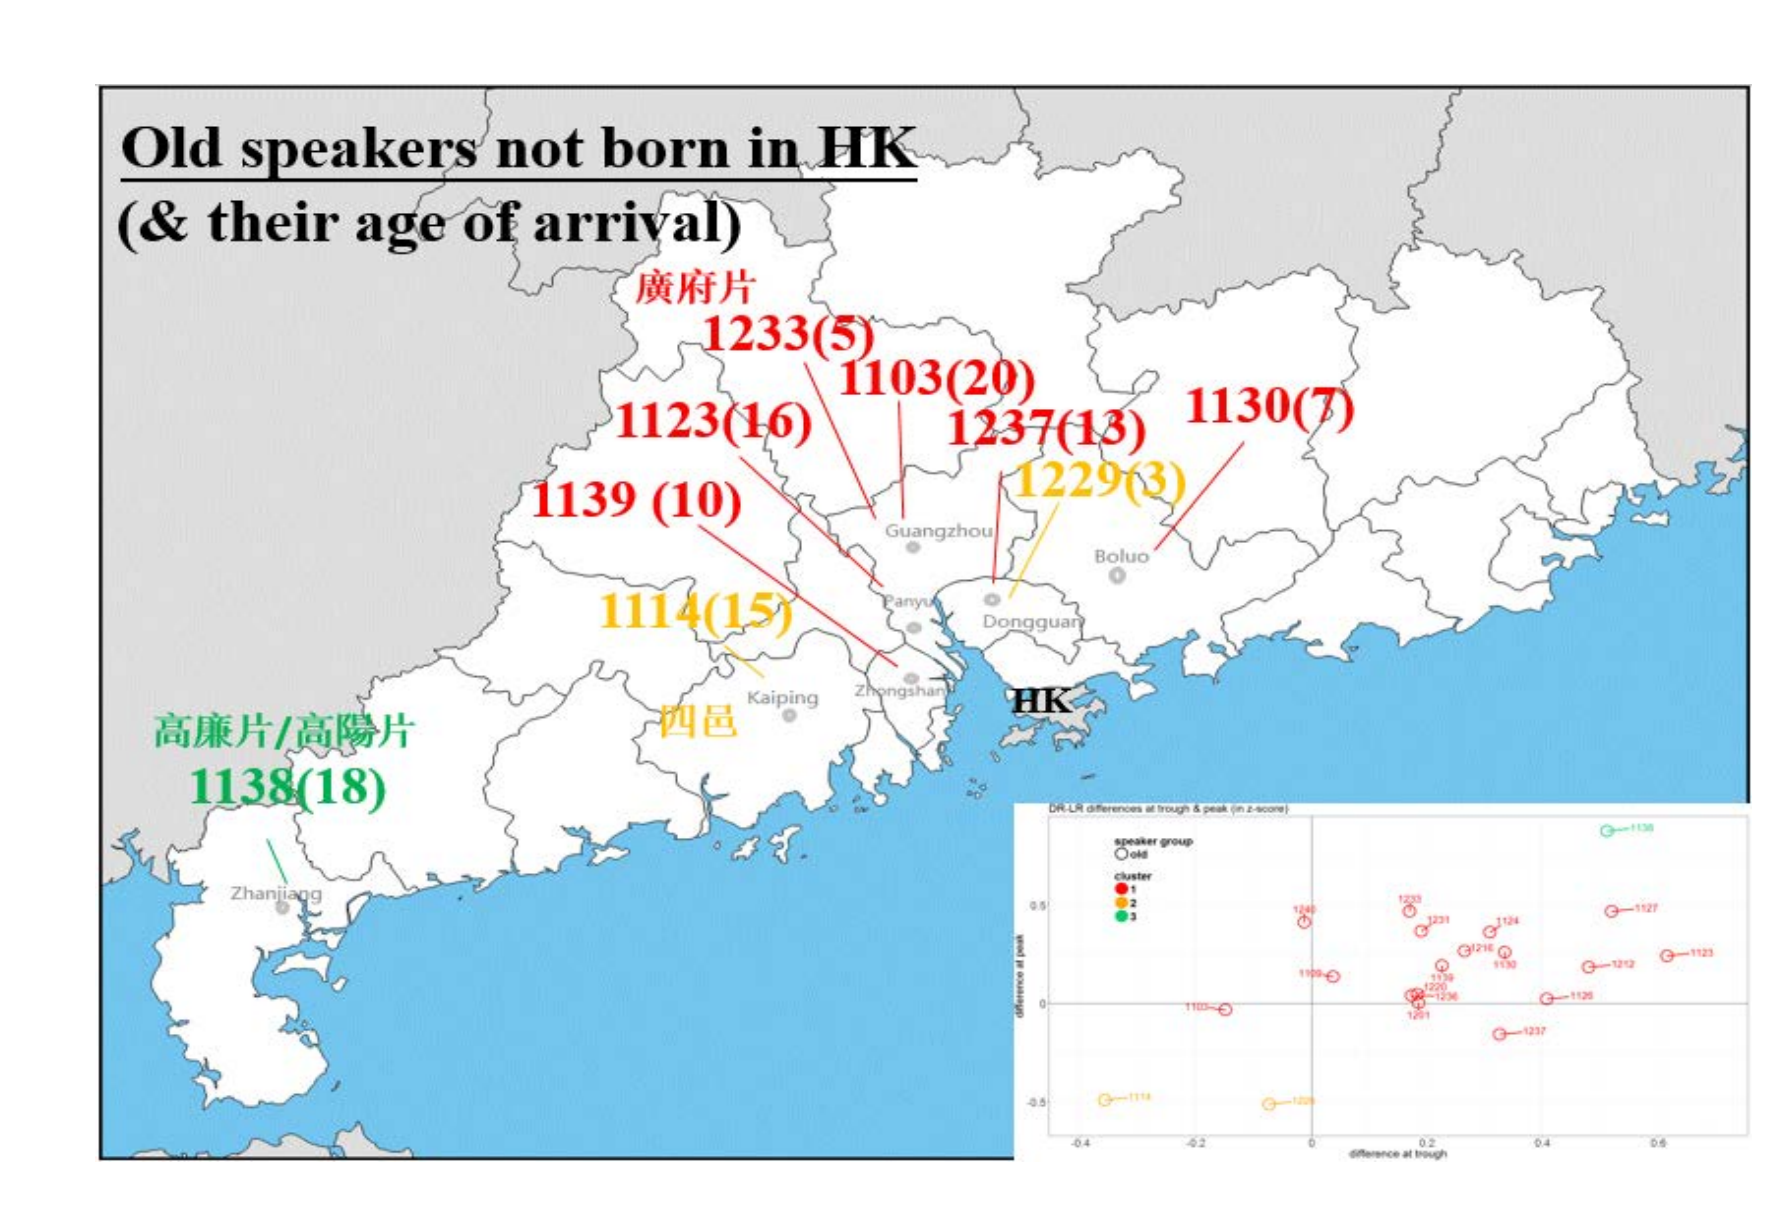 Old speakers not born in HK
(& their age of arrival)
廣府片
1233(5)
1103(20)
1123(16)
1237(13)
1130(7)
1229(3)
1139 (10)
Guangzhou
Boluo
1114(15)
Panyu
Dongguan
Kaiping
Zhongshan
HK
四邑
高廉片/高陽片
1138(18)
Zhanjiang
DR-LR differences at trough & peak (in z-score)
speaker group
old
cluster
1
2
3
1138
1233
1127
1240
1231
1124
1216
1123
1130
1212
1109
1139
1220
1236
1126
1103
1201
1237
1114
1229
0.5
0
-0.5
difference at peak
-0.4
-0.2
0
0.2
0.4
0.6
difference at trough